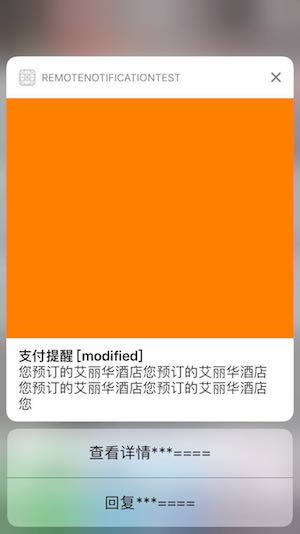 REMOTENOTIFICATIONTEST
支付提醒 [modified]
您预订的艾丽华酒店您预订的艾丽华酒店
您预订的艾丽华酒店您预订的艾丽华酒店
您
查看详情***====
回复***====